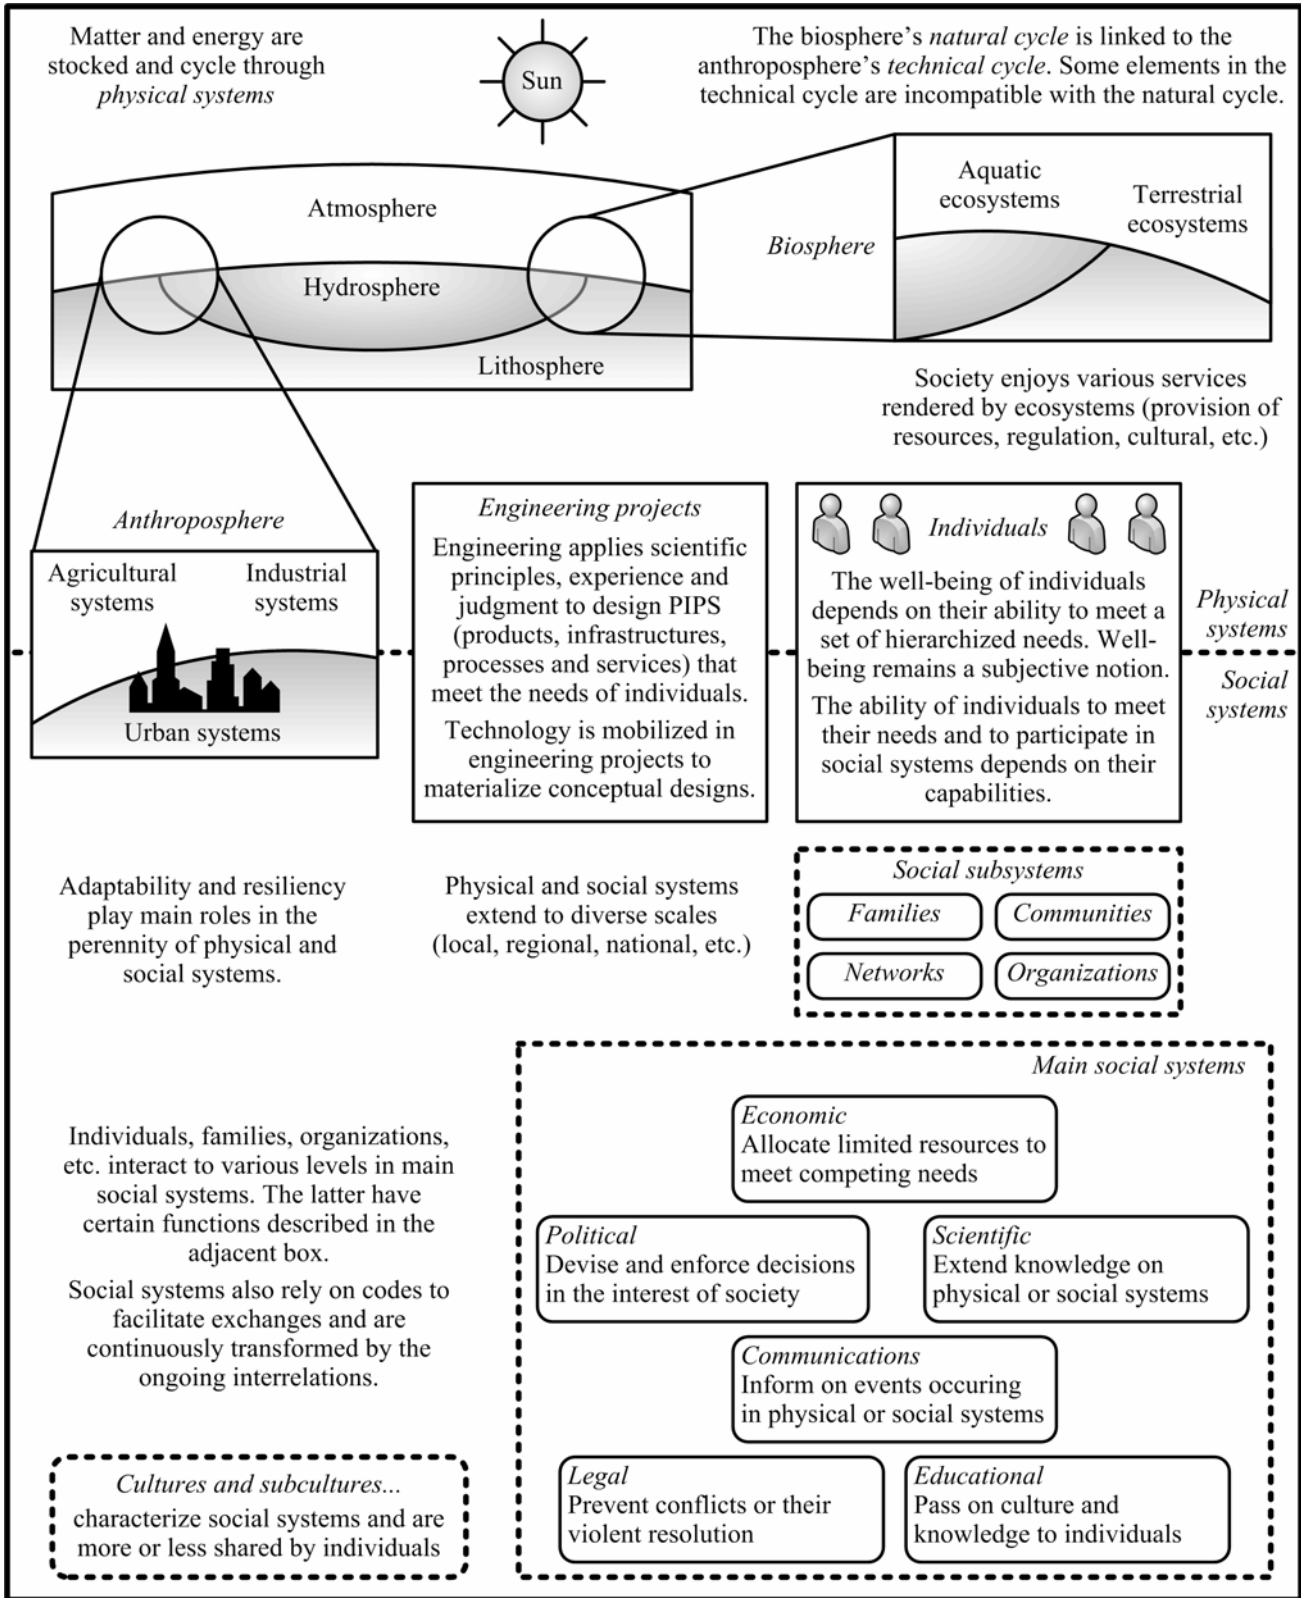 Matter and energy are
stocked and cycle through
physical systems
Sun
The biosphere's natural cycle is linked to the
anthroposphere's technical cycle. Some elements in the
technical cycle are incompatible with the natural cycle.
Atmosphere
Hydrosphere
Lithosphere
Biosphere
Aquatic
ecosystems
Terrestrial
ecosystems
Society enjoys various services
rendered by ecosystems (provision of
resources, regulation, cultural, etc.)
Anthroposphere
Agricultural
systems
Industrial
systems
Urban systems
Engineering projects
Engineering applies scientific
principles, experience and
judgment to design PIPS
(products, infrastructures,
processes and services) that
meet the needs of individuals.
Technology is mobilized in
engineering projects to
materialize conceptual designs.
Individuals
The well-being of individuals
depends on their ability to meet a
set of hierarchized needs. Well-
being remains a subjective notion.
The ability of individuals to meet
their needs and to participate in
social systems depends on their
capabilities.
Physical
systems
Social
systems
Adaptability and resiliency
play main roles in the
perennity of physical and
social systems.
Physical and social systems
extend to diverse scales
(local, regional, national, etc.)
Social subsystems
Families
Communities
Networks
Organizations
Individuals, families, organizations,
etc. interact to various levels in main
social systems. The latter have
certain functions described in the
adjacent box.
Social systems also rely on codes to
facilitate exchanges and are
continuously transformed by the
ongoing interrelations.
Cultures and subcultures...
characterize social systems and are
more or less shared by individuals
Main social systems
Economic
Allocate limited resources to
meet competing needs
Political
Devise and enforce decisions
in the interest of society
Scientific
Extend knowledge on
physical or social systems
Communications
Inform on events occuring
in physical or social systems
Legal
Prevent conflicts or their
violent resolution
Educational
Pass on culture and
knowledge to individuals